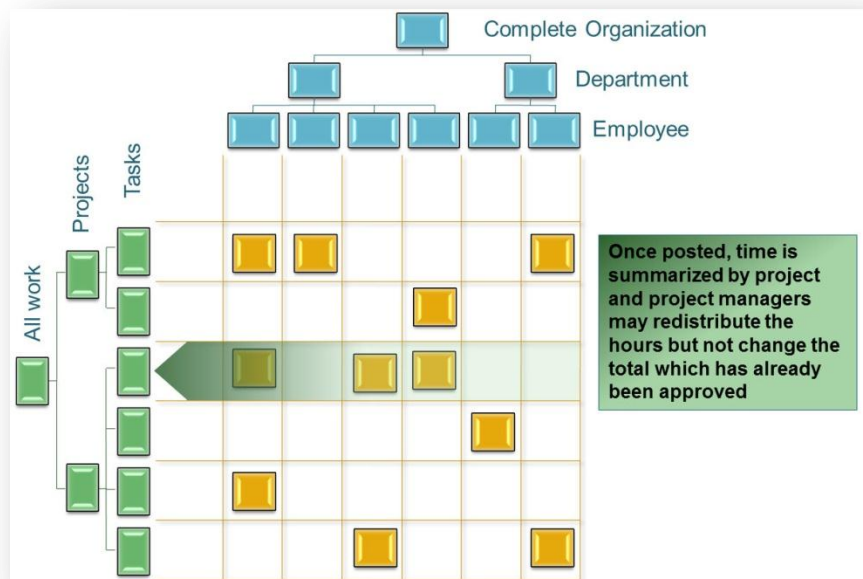 Complete Organization
Department
Employee
Tasks
Projects
All work
Once posted, time is
summarized by project
and project managers
may redistribute the
hours but not change the
total which has already
been approved